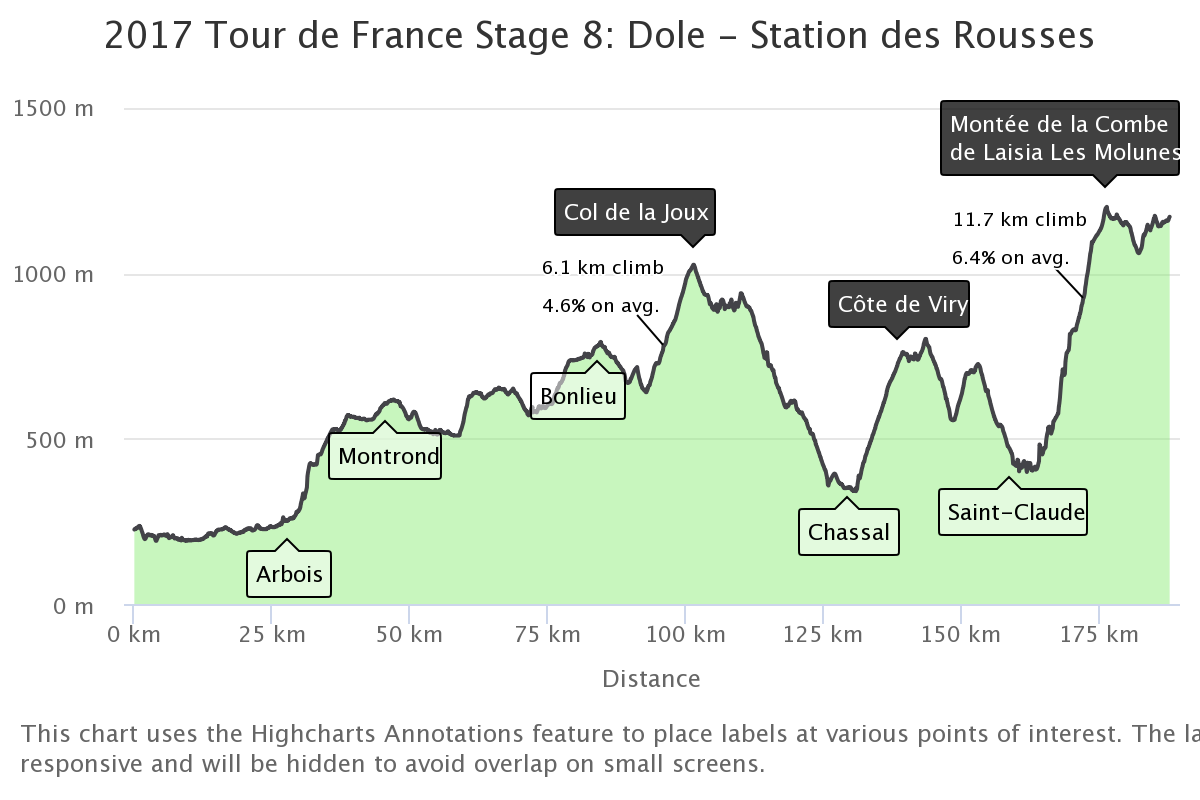 2017 Tour de France Stage 8: Dole - Station des Rousses
1500 m
1000 m
500 m
0 m
Montée de la Combe
de Laisia Les Molunes
11.7 km climb
6.4% on avg.
Col de la Joux
6.1 km climb
4.6% on avg.
Côte de Viry
Bonlieu
Montrond
Arbois
Chassal
Saint-Claude
0 km 25 km 50 km 75 km 100 km 125 km 150 km 175 km
Distance
This chart uses the Highcharts Annotations feature to place labels at various points of interest. The
responsive and will be hidden to avoid overlap on small screens.